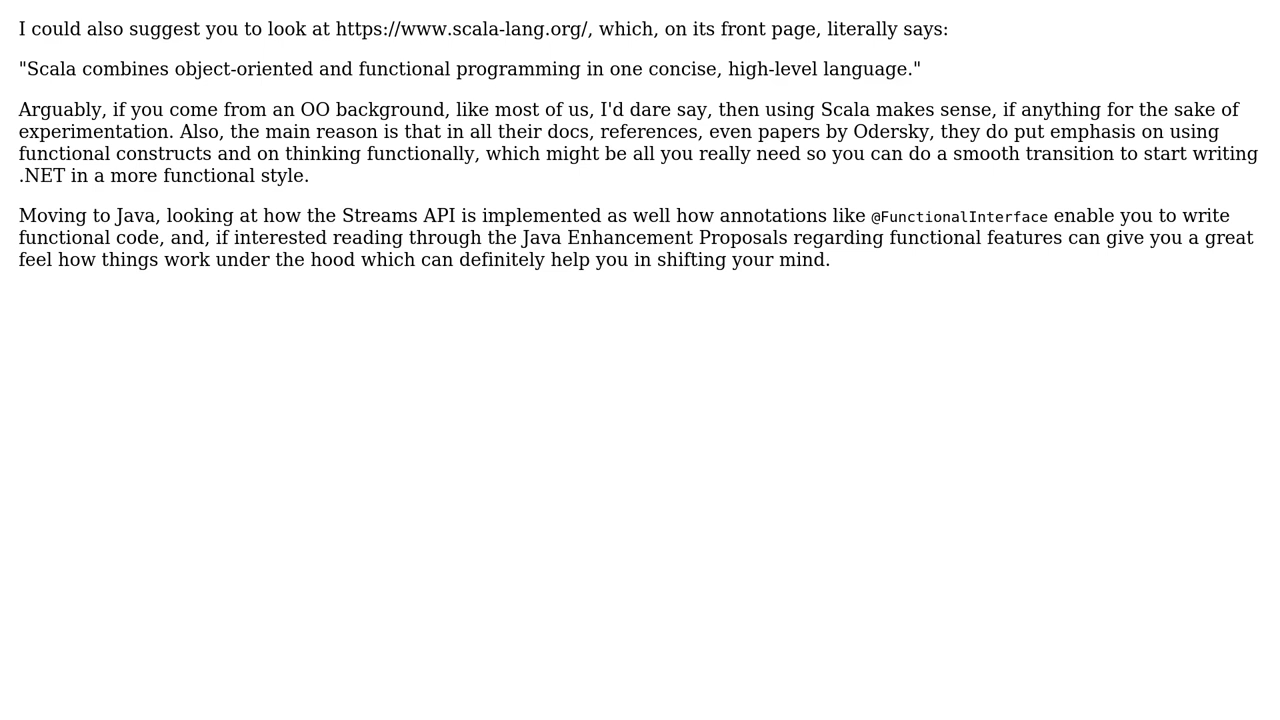 I could also suggest you to look at https://www.scala-lang.org/, which, on its front page, literally says:
"Scala combines object-oriented and functional programming in one concise, high-level language."
Arguably, if you come from an OO background, like most of us, I'd dare say, then using Scala makes sense, if anything for the sake of
experimentation. Also, the main reason is that in all their docs, references, even papers by Odersky, they do put emphasis on using
functional constructs and on thinking functionally, which might be all you really need so you can do a smooth transition to start writing
.NET in a more functional style.
Moving to Java, looking at how the Streams API is implemented as well how annotations like @FunctionalInterface enable you to write
functional code, and, if interested reading through the Java Enhancement Proposals regarding functional features can give you a great
feel how things work under the hood which can definitely help you in shifting your mind.